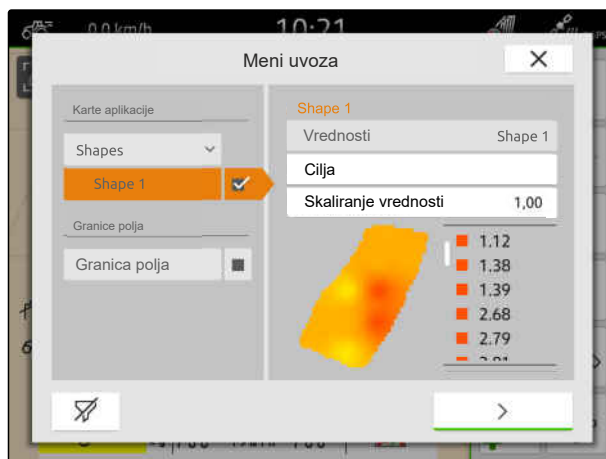 0.0 km/h
10:21
Meni uvoza
Karte aplikacije
Shapes
Shape 1
Granice polja
Granica polja
Shape 1
Vrednosti Shape 1
Cilja
Skaliranje vrednosti 1,00
1.12
1.38
1.39
2.68
2.79